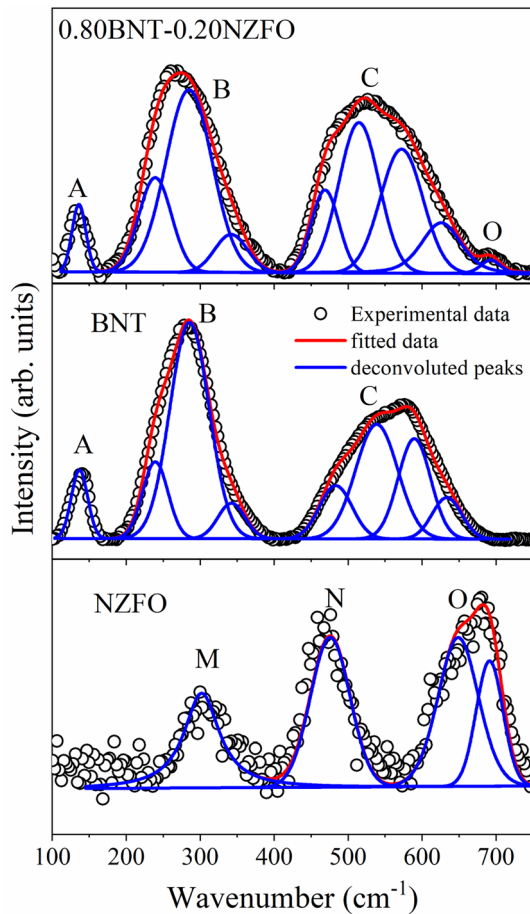 0.80BNT-0.20NZFO
A
B
C
O
BNT
A
B
C
Experimental data
fitted data
deconvoluted peaks
NZFO
M
N
O
Intensity (arb. units)
100 200 300 400 500 600 700
Wavenumber (cm⁻¹)